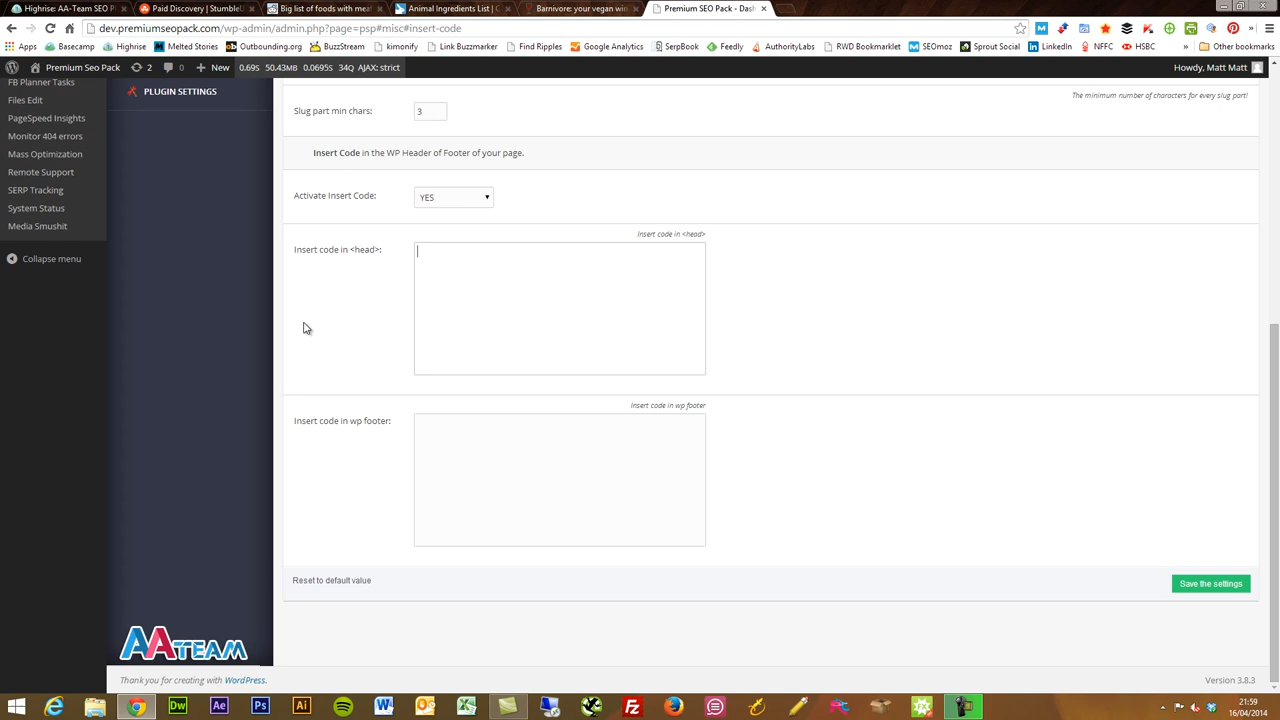 Highrise: AA-Team SEO P
Paid Discovery | StumbleU
Big list of foods with meat
Animal Ingredients List | C
Barnivore: your vegan win
Premium SEO Pack - Dash
dev.premiumseopack.com/wp-admin/admin.php?page=psp#misc#insert-code
Apps Basecamp Highrise Melted Stories Outbounding.org BuzzStream kimonify Link Buzzmarker Find Ripples Google Analytics SerpBook Feedly AuthorityLabs RWD Bookmarklet SEOmoz Sprout Social LinkedIn NFFC HSBC » Other bookmarks
Premium SEO Pack 2 0 + New 0.69S 50.43MB 0.0695S 34Q AJAX: strict Howdy, Matt Matt
FB Planner Tasks
Files Edit
PageSpeed Insights
Monitor 404 errors
Mass Optimization
Remote Support
SERP Tracking
System Status
Media Smushit
Collapse menu
PLUGIN SETTINGS
The minimum number of characters for every slug part!
Slug part min chars: 3
Insert Code in the WP Header of Footer of your page.
Activate Insert Code: YES
Insert code in <head>
Insert code in <head>:
Insert code in wp footer
Insert code in wp footer:
Reset to default value Save the settings
AATEAM
Thank you for creating with WordPress. Version 3.8.3
21:59
16/04/2014